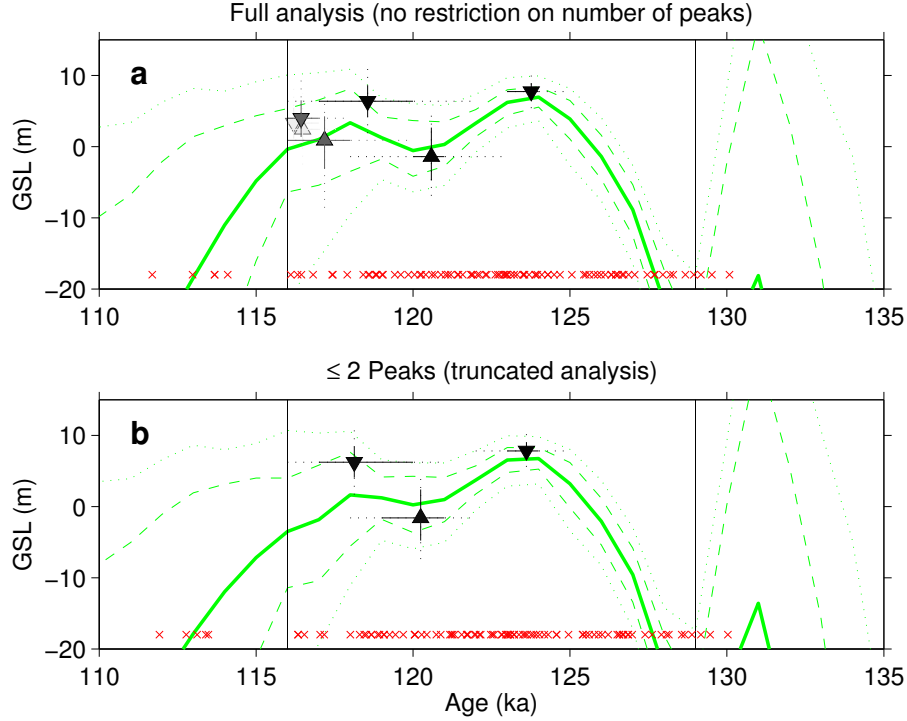 Full analysis (no restriction on number of peaks)
a
GSL (m)
10
0
−10
−20
110 115 120 125 130 135
≤ 2 Peaks (truncated analysis)
b
GSL (m)
10
0
−10
−20
110 115 120 125 130 135
Age (ka)